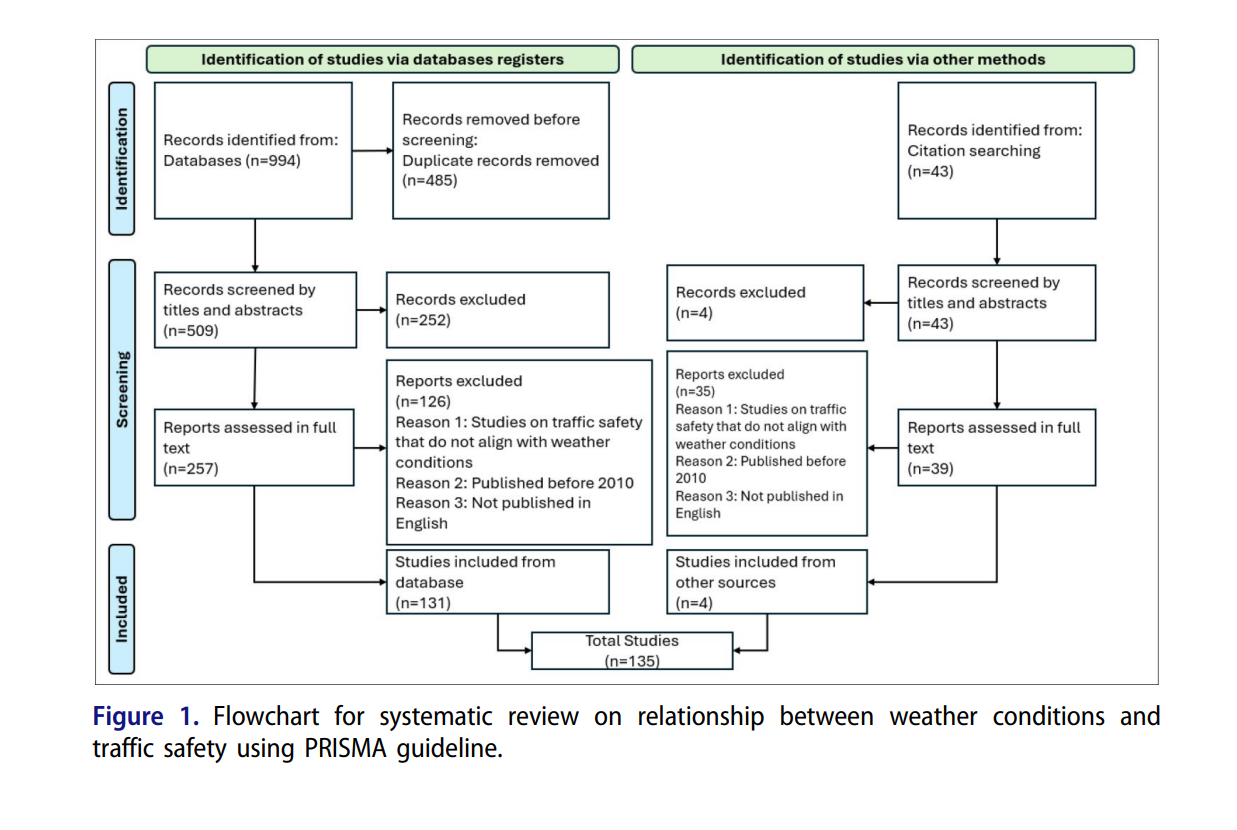 Identification of studies via databases registers
Identification of studies via other methods
Identification
Records identified from:
Databases (n=994)
Records removed before
screening:
Duplicate records removed
(n=485)
Records identified from:
Citation searching
(n=43)
Screening
Records screened by
titles and abstracts
(n=509)
Records excluded
(n=252)
Records excluded
(n=4)
Records screened by
titles and abstracts
(n=43)
Reports assessed in full
text
(n=257)
Reports excluded
(n=126)
Reason 1: Studies on traffic safety
that do not align with weather
conditions
Reason 2: Published before 2010
Reason 3: Not published in
English
Reports excluded
(n=35)
Reason 1: Studies on traffic
safety that do not align with
weather conditions
Reason 2: Published before
2010
Reason 3: Not published in
English
Reports assessed in full
text
(n=39)
Included
Studies included from
database
(n=131)
Studies included from
other sources
(n=4)
Total Studies
(n=135)
Figure 1. Flowchart for systematic review on relationship between weather conditions and
traffic safety using PRISMA guideline.